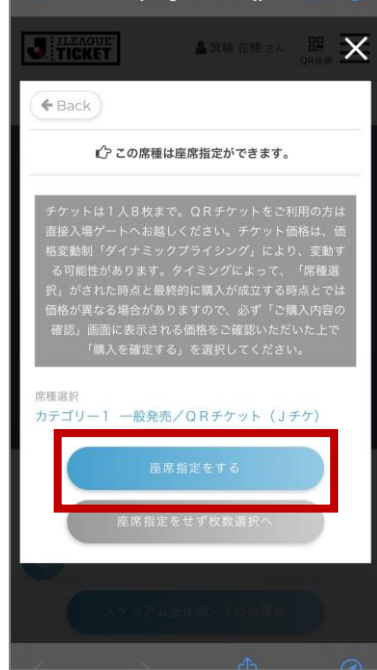 J.LEAGUE
TICKET
箕輪 花穂 さん
QR発券
Back
この席種は座席指定ができます。
チケットは1人8枚まで。QRチケットをご利用の方は
直接入場ゲートへお越しください。チケット価格は、価
格変動制「ダイナミックプライシング」により、変動す
る可能性があります。タイミングによって、「席種選
択」がされた時点と最終的に購入が成立する時点とでは
価格が異なる場合がありますので、必ず「ご購入内容の
確認」画面に表示される価格をご確認いただいた上で
「購入を確定する」を選択してください。
席種選択
カテゴリー1 一般発売／QRチケット（Jチケ）
座席指定をする
座席指定をせず枚数選択へ
スタジアム全体図・その他情報